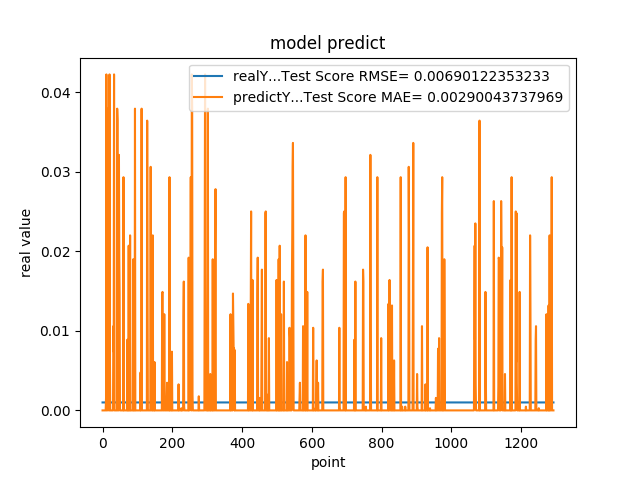 model predict
realY...Test Score RMSE= 0.00690122353233
predictY...Test Score MAE= 0.00290043737969
real value
0.04
0.03
0.02
0.01
0.00
0 200 400 600 800 1000 1200
point